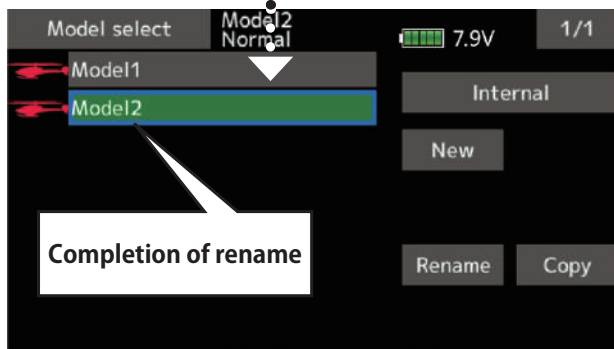 Model select
Model2
Normal
7.9V
1/1
Model1
Internal
Model2
New
Completion of rename
Rename
Copy